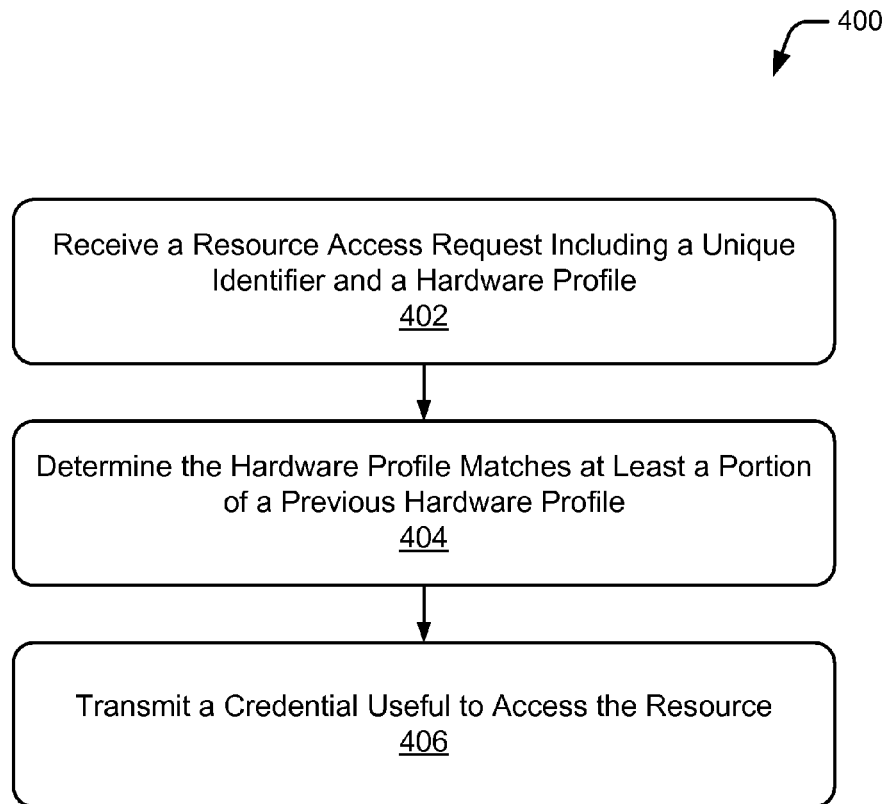 400
Receive a Resource Access Request Including a Unique
Identifier and a Hardware Profile
402
Determine the Hardware Profile Matches at Least a Portion
of a Previous Hardware Profile
404
Transmit a Credential Useful to Access the Resource
406